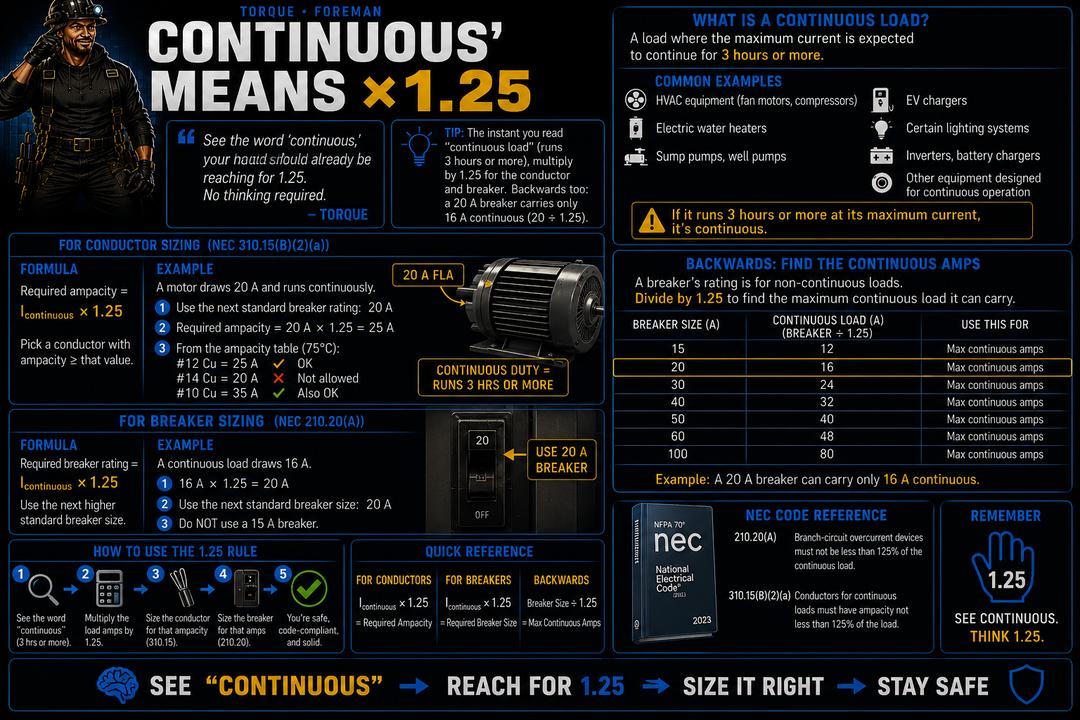 TORQUE • FOREMAN
CONTINUOUS’
MEANS ×1.25
“ See the word ‘continuous,’
your should already be
reaching for 1.25.
No thinking required.
– TORQUE
TIP: The instant you read
“continuous load” (runs
3 hours or more), multiply
by 1.25 for the conductor
and breaker. Backwards too:
a 20 A breaker carries only
16 A continuous (20 ÷ 1.25).
WHAT IS A CONTINUOUS LOAD?
A load where the maximum current is expected
to continue for 3 hours or more.
COMMON EXAMPLES
HVAC equipment (fan motors, compressors)
Electric water heaters
Sump pumps, well pumps
EV chargers
Certain lighting systems
Inverters, battery chargers
Other equipment designed
for continuous operation
If it runs 3 hours or more at its maximum current,
it’s continuous.
FOR CONDUCTOR SIZING (NEC 310.15(B)(2)(a))
FORMULA
Required ampacity =
Icontinuous × 1.25
Pick a conductor with
ampacity ≥ that value.
EXAMPLE
A motor draws 20 A and runs continuously.
1 Use the next standard breaker rating: 20 A
2 Required ampacity = 20 A × 1.25 = 25 A
3 From the ampacity table (75°C):
#12 Cu = 25 A ✓ OK
#14 Cu = 20 A ✗ Not allowed
#10 Cu = 35 A ✓ Also OK
20 A FLA
CONTINUOUS DUTY =
RUNS 3 HRS OR MORE
FOR BREAKER SIZING (NEC 210.20(A))
FORMULA
Required breaker rating =
Icontinuous × 1.25
Use the next higher
standard breaker size.
EXAMPLE
A continuous load draws 16 A.
1 16 A × 1.25 = 20 A
2 Use the next standard breaker size: 20 A
3 Do NOT use a 15 A breaker.
20
OFF
USE 20 A
BREAKER
BACKWARDS: FIND THE CONTINUOUS AMPS
A breaker’s rating is for non-continuous loads.
Divide by 1.25 to find the maximum continuous load it can carry.
BREAKER SIZE (A) CONTINUOUS LOAD (A) USE THIS FOR
(BREAKER ÷ 1.25)
15 12 Max continuous amps
20 16 Max continuous amps
30 24 Max continuous amps
40 32 Max continuous amps
50 40 Max continuous amps
60 48 Max continuous amps
100 80 Max continuous amps
Example: A 20 A breaker can carry only 16 A continuous.
HOW TO USE THE 1.25 RULE
1
See the word
“continuous”
(3 hrs or more).
2
Multiply the
load amps by
1.25.
3
Size the conductor
for that ampacity
(310.15).
4
Size the breaker
for that amps
(210.20).
5
You’re safe,
code-compliant,
and solid.
QUICK REFERENCE
FOR CONDUCTORS
Icontinuous × 1.25
= Required Ampacity
FOR BREAKERS
Icontinuous × 1.25
= Required Breaker Size
BACKWARDS
Breaker Size ÷ 1.25
= Max Continuous Amps
NFPA 70®
nec
National
Electrical
Code®
2023
NEC CODE REFERENCE
210.20(A) Branch-circuit overcurrent devices
must not be less than 125% of the
continuous load.
310.15(B)(2)(a) Conductors for continuous
loads must have ampacity not
less than 125% of the load.
REMEMBER
1.25
SEE CONTINUOUS.
THINK 1.25.
SEE “CONTINUOUS” → REACH FOR 1.25 → SIZE IT RIGHT → STAY SAFE